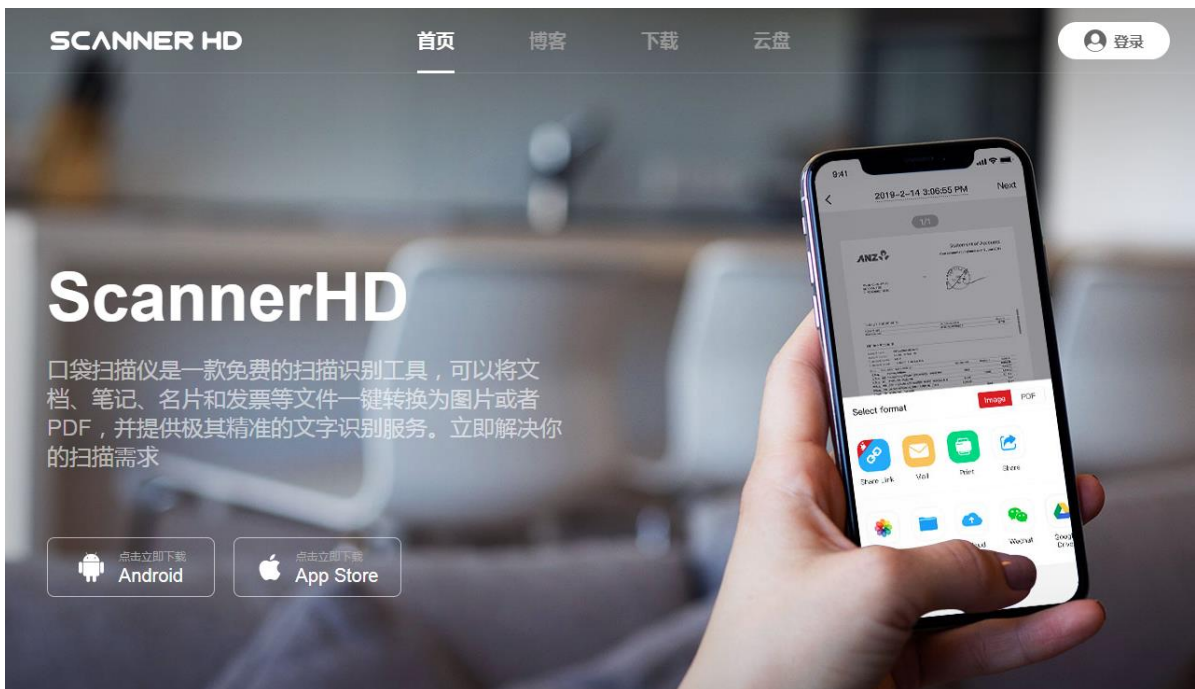 SCANNER HD
首页
博客
下载
云盘
登录
ScannerHD
口袋扫描仪是一款免费的扫描识别工具，可以将文
档、笔记、名片和发票等文件一键转换为图片或者
PDF，并提供极其精准的文字识别服务。立即解决你
的扫描需求
点击立即下载
Android
点击立即下载
App Store
9:41
2019-2-14 3:06:55 PM
Next
1/1
ANZ
Select format
Image
PDF
Share Link
Mail
Print
Share
Wechat
Drive